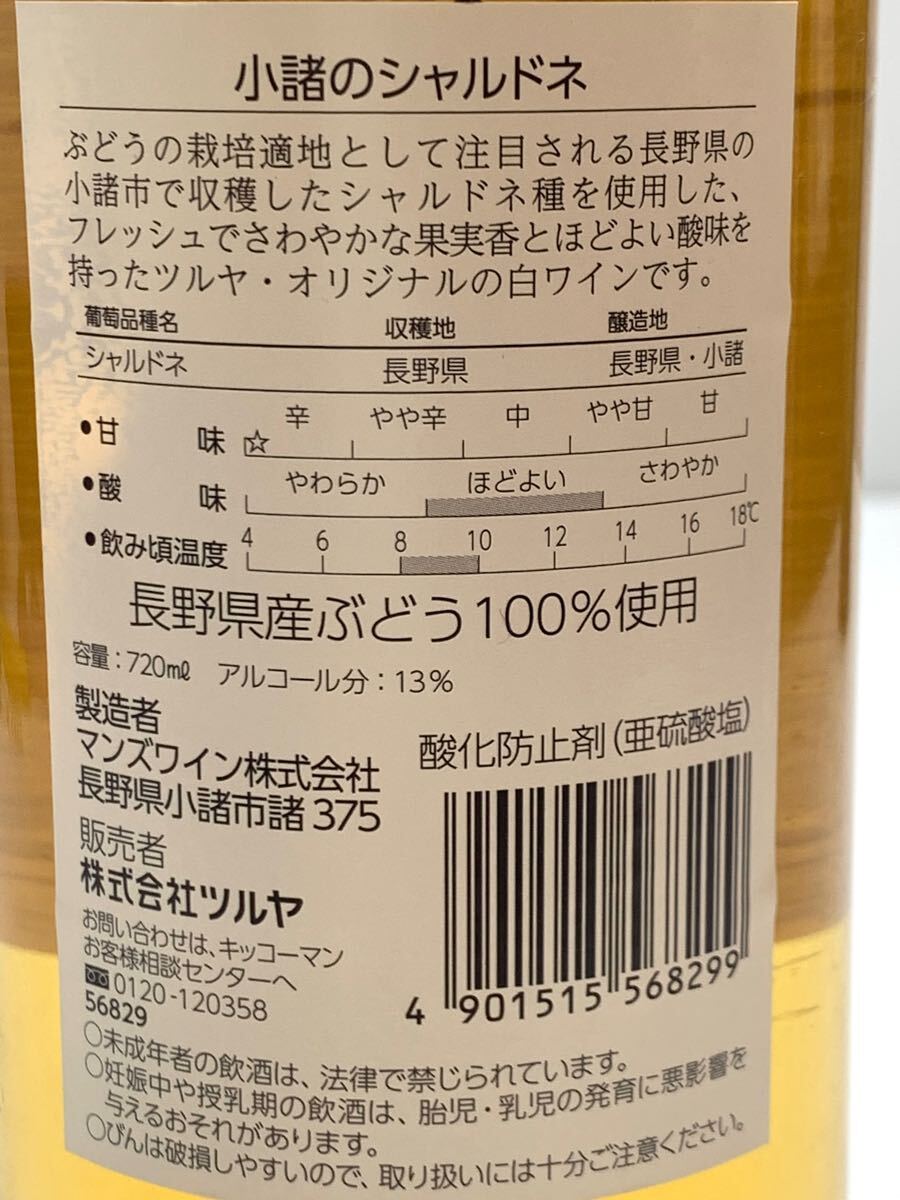 小諸のシャルドネ
ぶどうの栽培適地として注目される長野県の
小諸市で収穫したシャルドネ種を使用した、
フレッシュでさわやかな果実香とほどよい酸味を
持ったツルヤ・オリジナルの白ワインです。
葡萄品種名 収穫地 醸造地
シャルドネ 長野県 長野県・小諸
辛 やや辛 中 やや甘 甘
•甘味 ☆
やわらか ほどよい さわやか
•酸味
4 6 8 10 12 14 16 18℃
•飲み頃温度
長野県産ぶどう100%使用
容量:720mℓ アルコール分:13%
製造者
マンズワイン株式会社
長野県小諸市諸375
酸化防止剤(亜硫酸塩)
販売者
株式会社ツルヤ
お問い合わせは、キッコーマン
お客様相談センターへ
0120-120358
56829
4 901515 568299
○未成年者の飲酒は、法律で禁じられています。
○妊娠中や授乳期の飲酒は、胎児・乳児の発育に悪影響を
与えるおそれがあります。
○びんは破損しやすいので、取り扱いには十分ご注意ください。